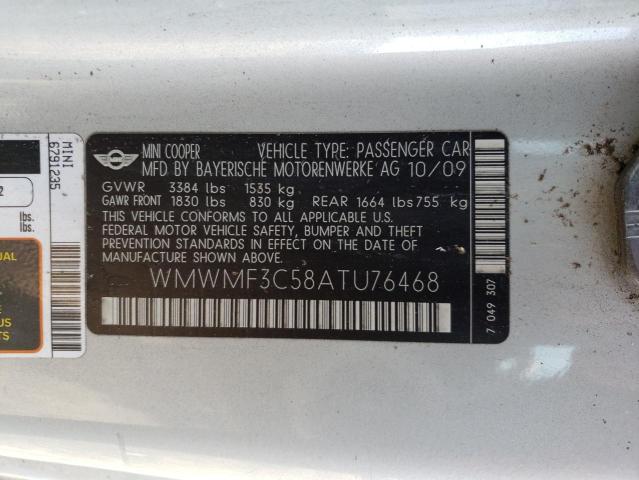 MINI COOPER VEHICLE TYPE: PASSENGER CAR
MFD BY BAYERISCHE MOTORENWERKE AG 10/09
GVWR 3384 lbs 1535 kg
GAWR FRONT 1830 lbs 830 kg REAR 1664 lbs 755 kg
THIS VEHICLE CONFORMS TO ALL APPLICABLE U.S.
FEDERAL MOTOR VEHICLE SAFETY, BUMPER AND THEFT
PREVENTION STANDARDS IN EFFECT ON THE DATE OF
MANUFACTURE SHOWN ABOVE.
WMWMF3C58ATU76468
7 049 307
MINI 6791235
2
lbs.
lbs.
UAL
US